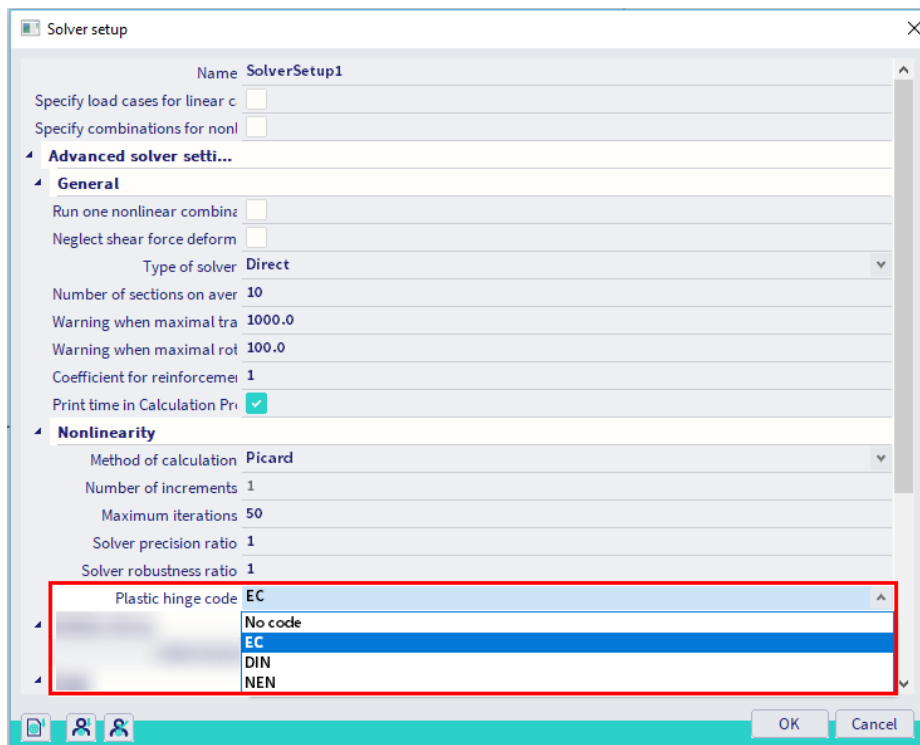 Solver setup
Name SolverSetup1
Specify load cases for linear c
Specify combinations for nonl
Advanced solver setti...
General
Run one nonlinear combina
Neglect shear force deform
Type of solver Direct
Number of sections on aver 10
Warning when maximal tra 1000.0
Warning when maximal rot 100.0
Coefficient for reinforcemer 1
Print time in Calculation Pr
Nonlinearity
Method of calculation Picard
Number of increments 1
Maximum iterations 50
Solver precision ratio 1
Solver robustness ratio 1
Plastic hinge code EC
No code
EC
DIN
NEN
OK Cancel